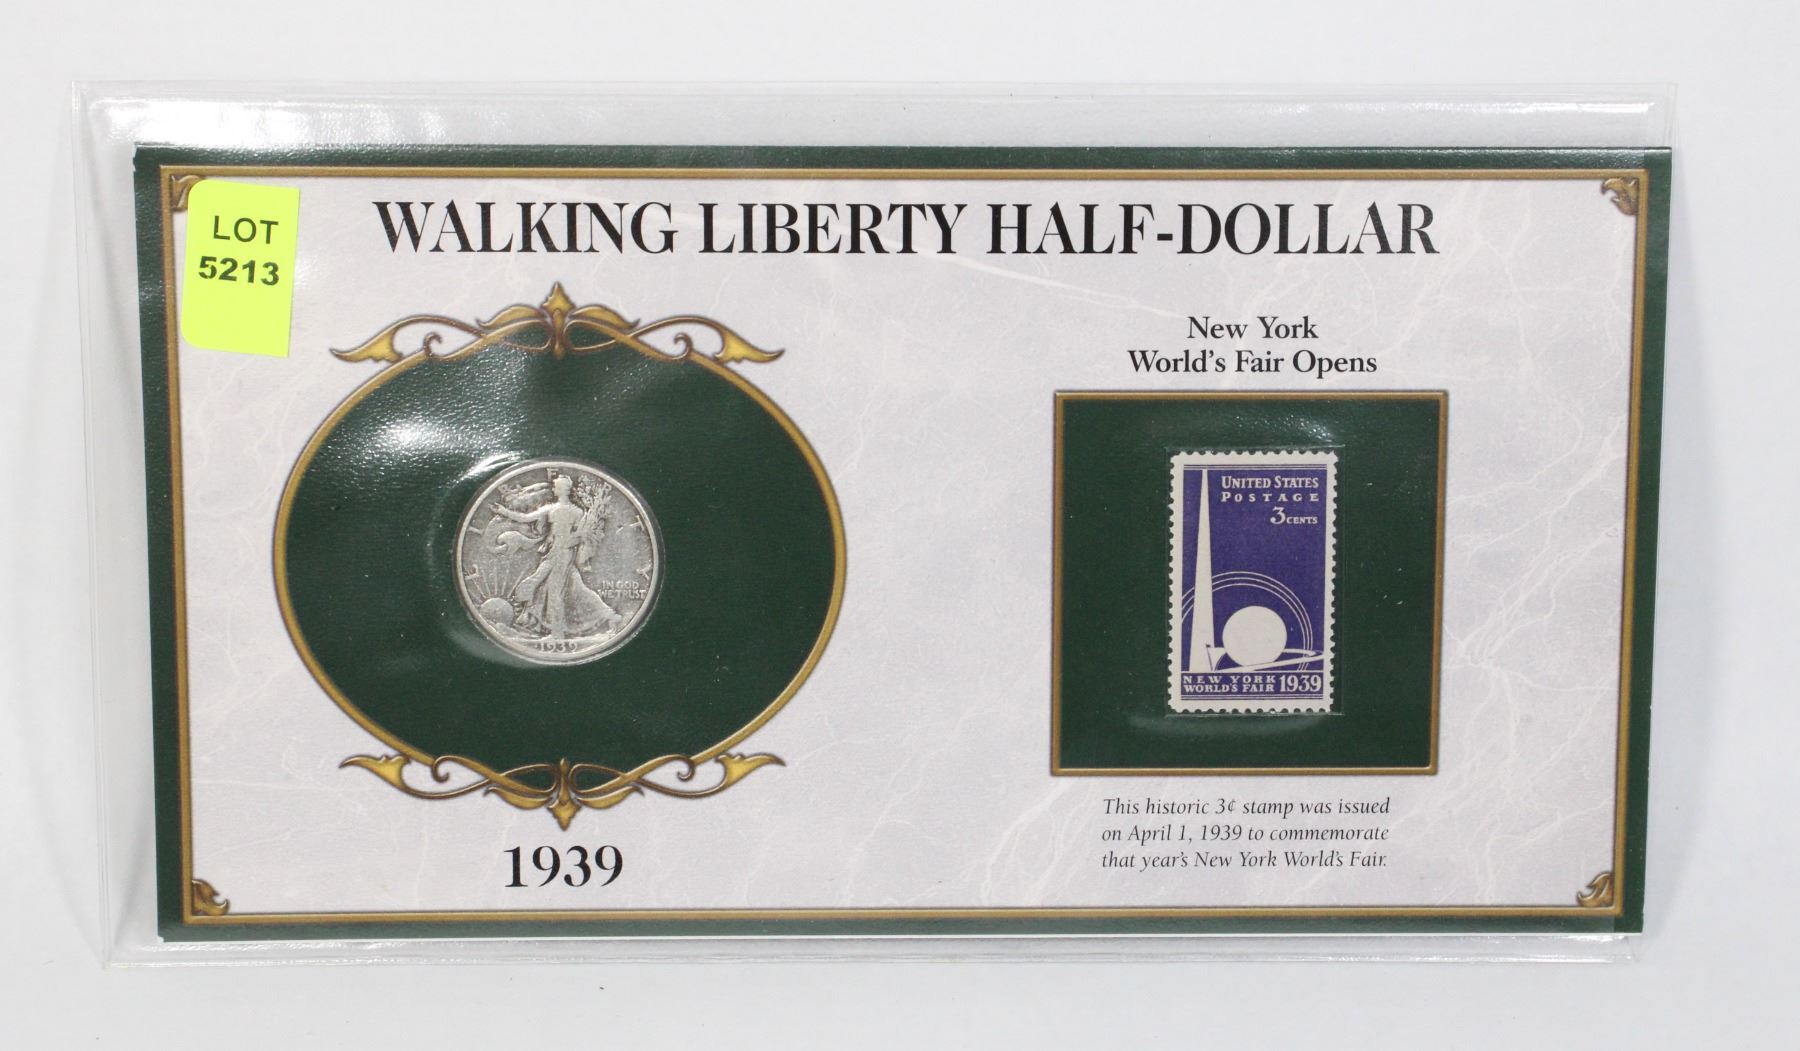 LOT
5213
WALKING LIBERTY HALF-DOLLAR
LIBERTY
IN GOD
WE TRUST
1939
1939
New York
World's Fair Opens
UNITED STATES
POSTAGE
3 CENTS
NEW YORK
WORLD'S FAIR 1939
This historic 3¢ stamp was issued
on April 1, 1939 to commemorate
that year's New York World's Fair.